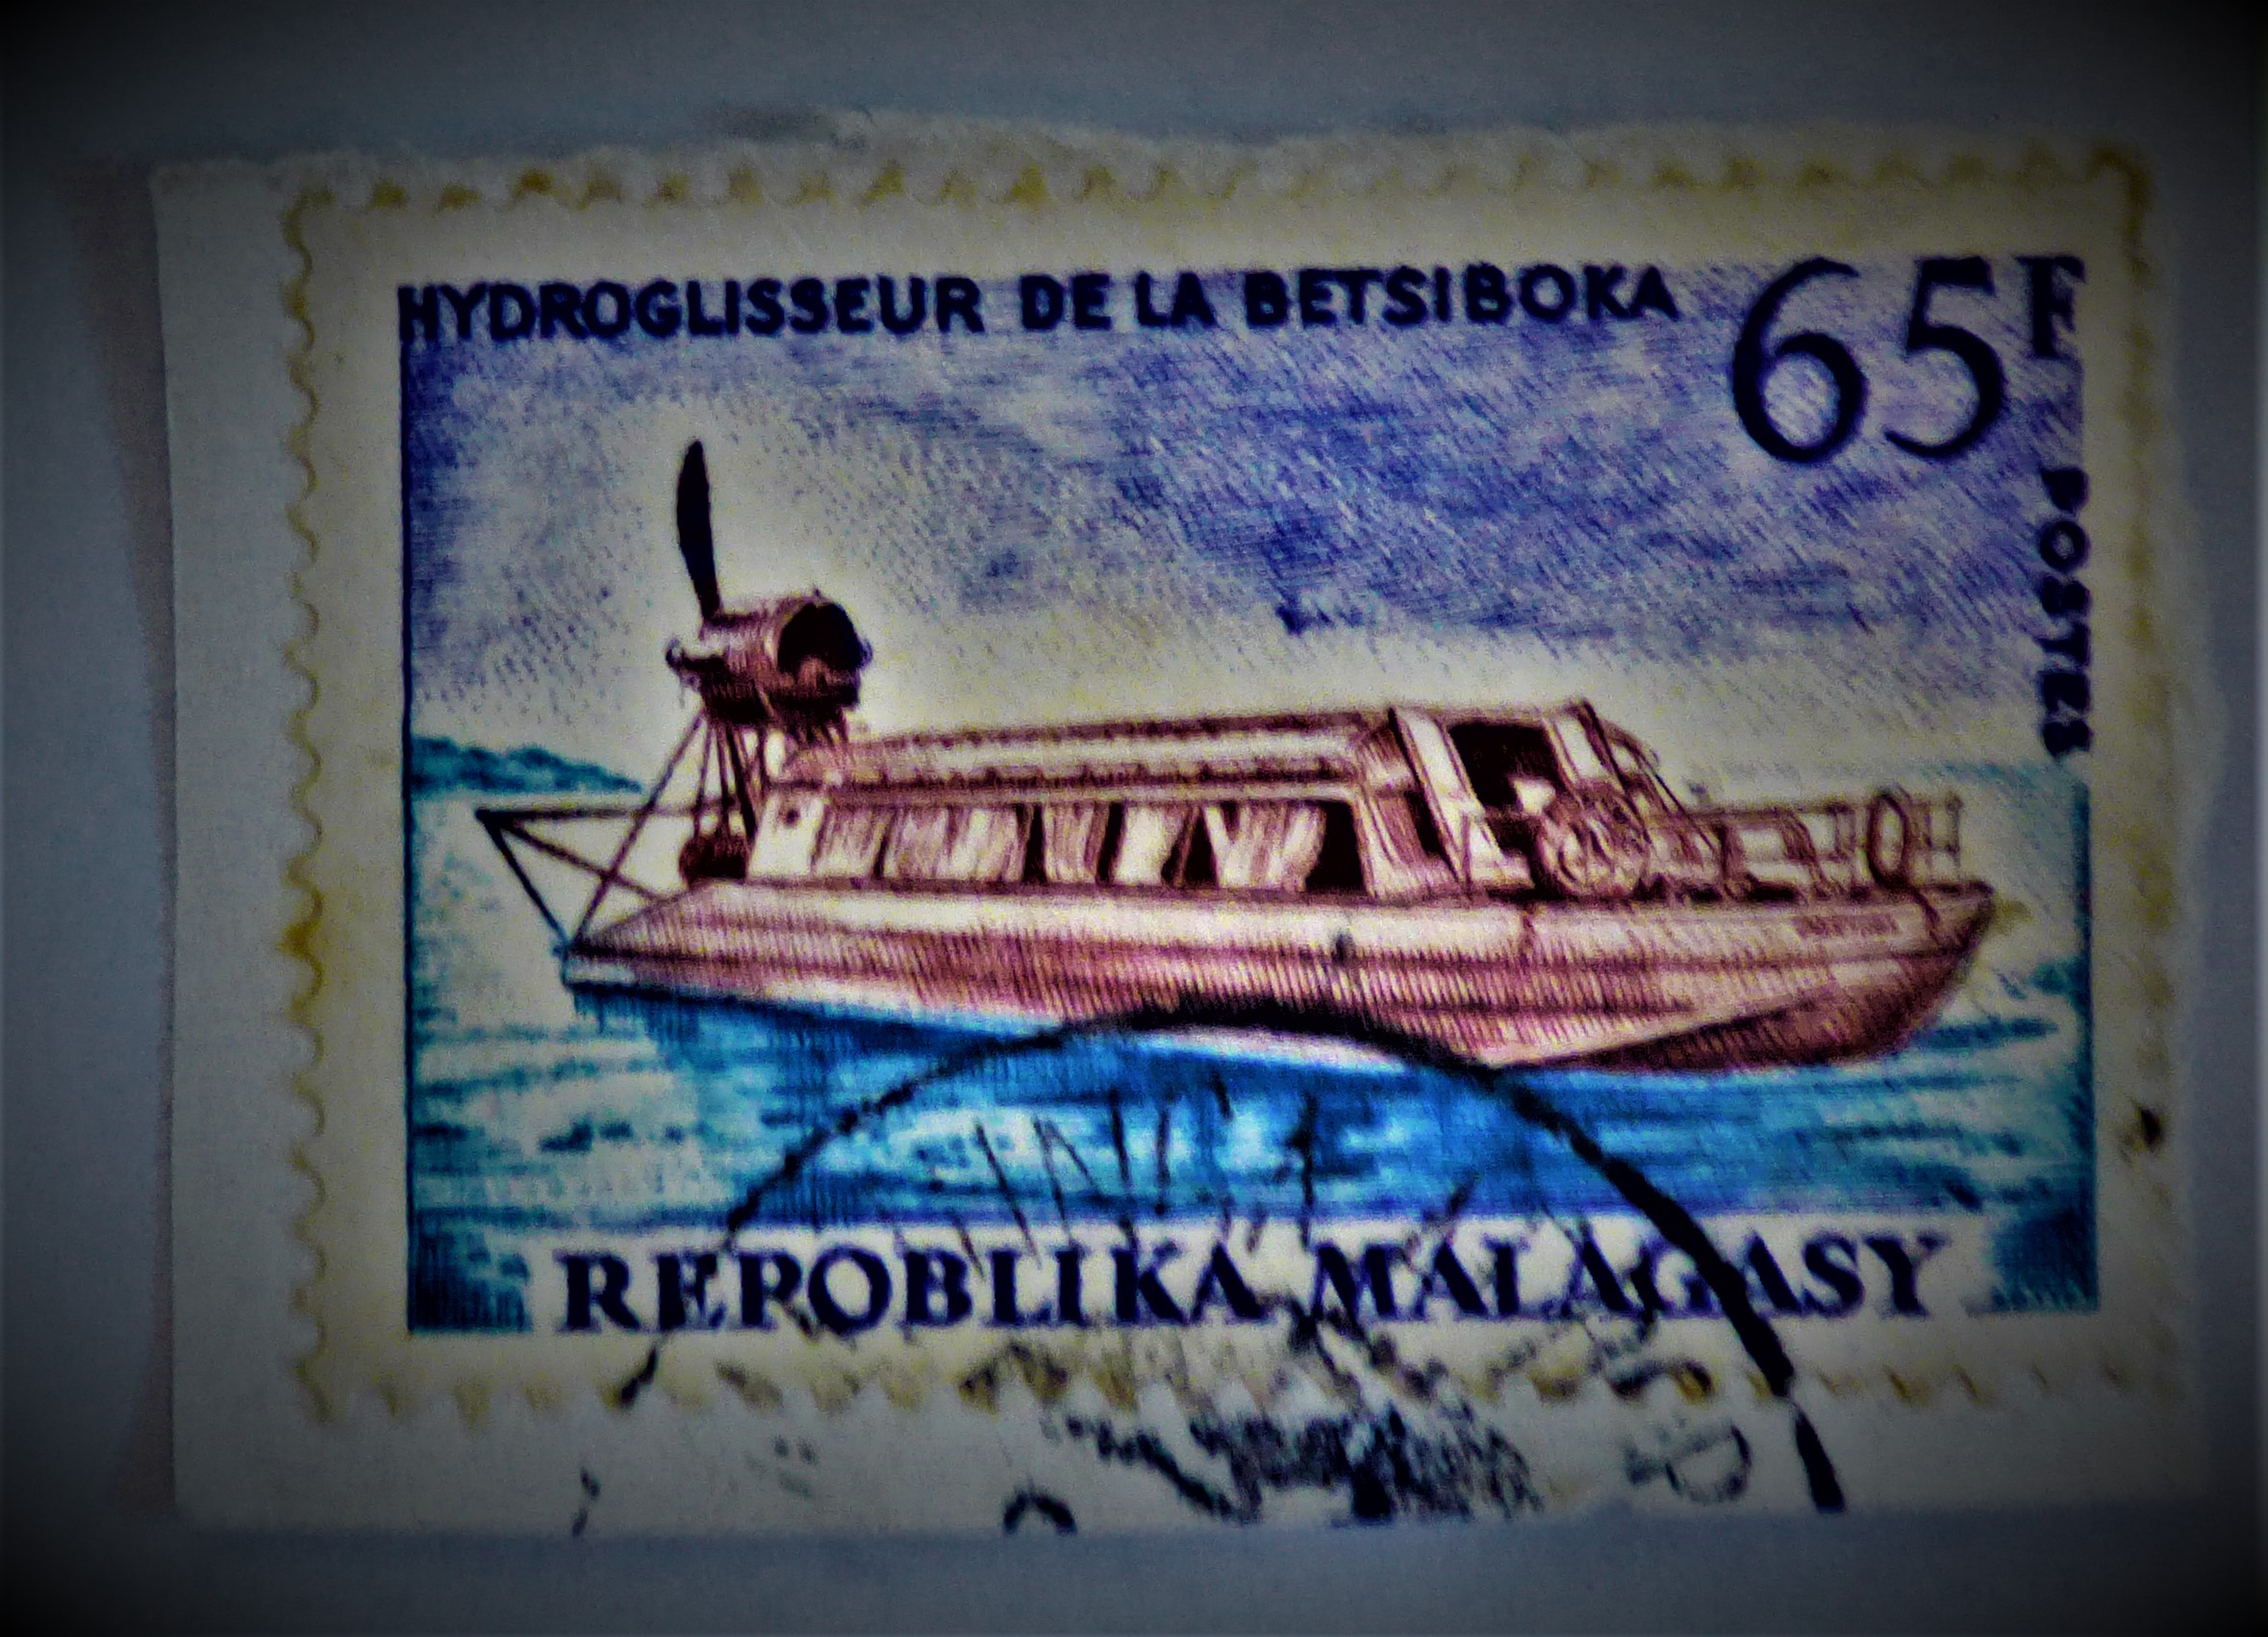 HYDROGLISSEUR DE LA BETSIBOKA
65F
POSTES
REPOBLIKA MALAGASY